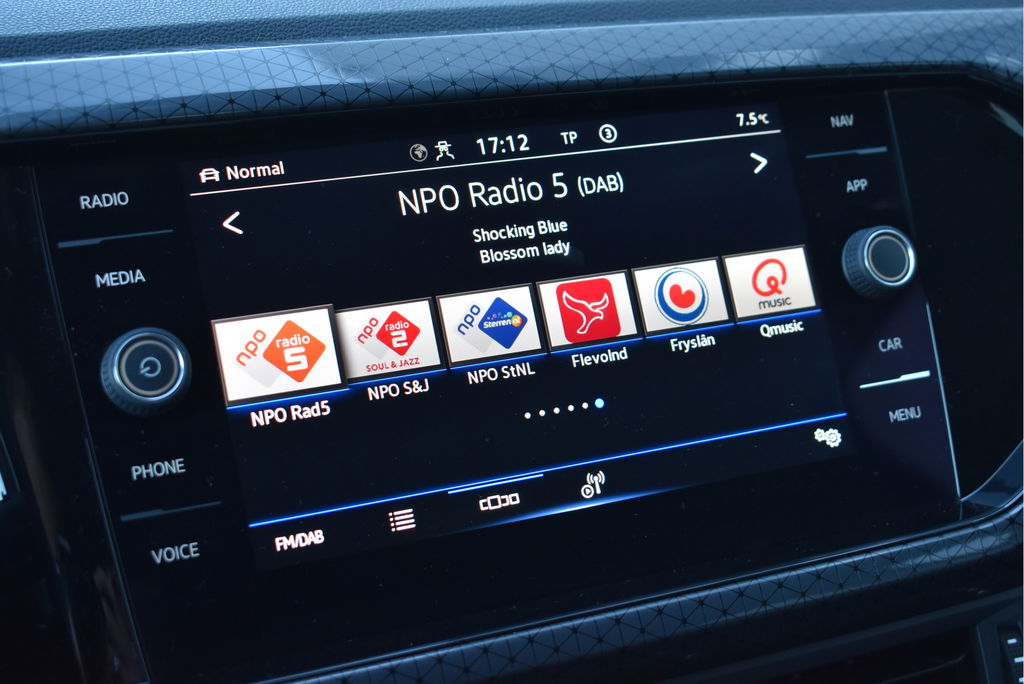 NAV
17:12 TP 3 7.5°C
Normal
RADIO
APP
NPO Radio 5 (DAB)
Shocking Blue
Blossom lady
MEDIA
npo radio 5
npo radio 2 SOUL & JAZZ
npo Sterren nl
Q MUSIC
NPO Rad5
NPO S&J
NPO StNL
Flevolnd
Fryslân
Qmusic
CAR
MENU
PHONE
VOICE
FM/DAB